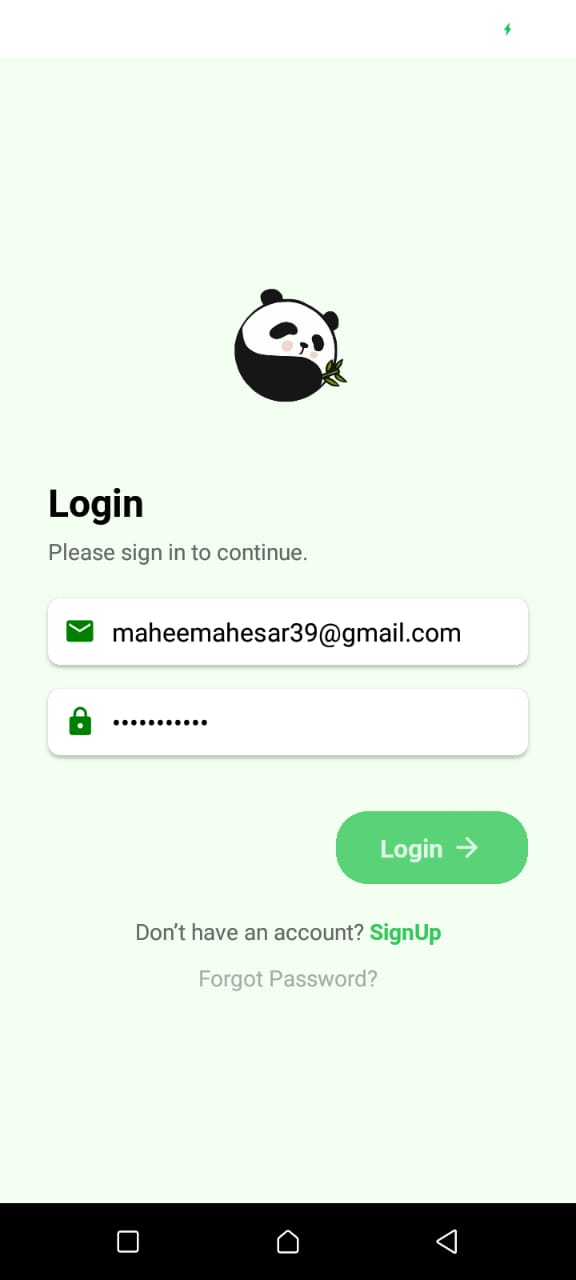 Login
Please sign in to continue.
maheemahesar39@gmail.com
•••••••••••
Login →
Don’t have an account? SignUp
Forgot Password?